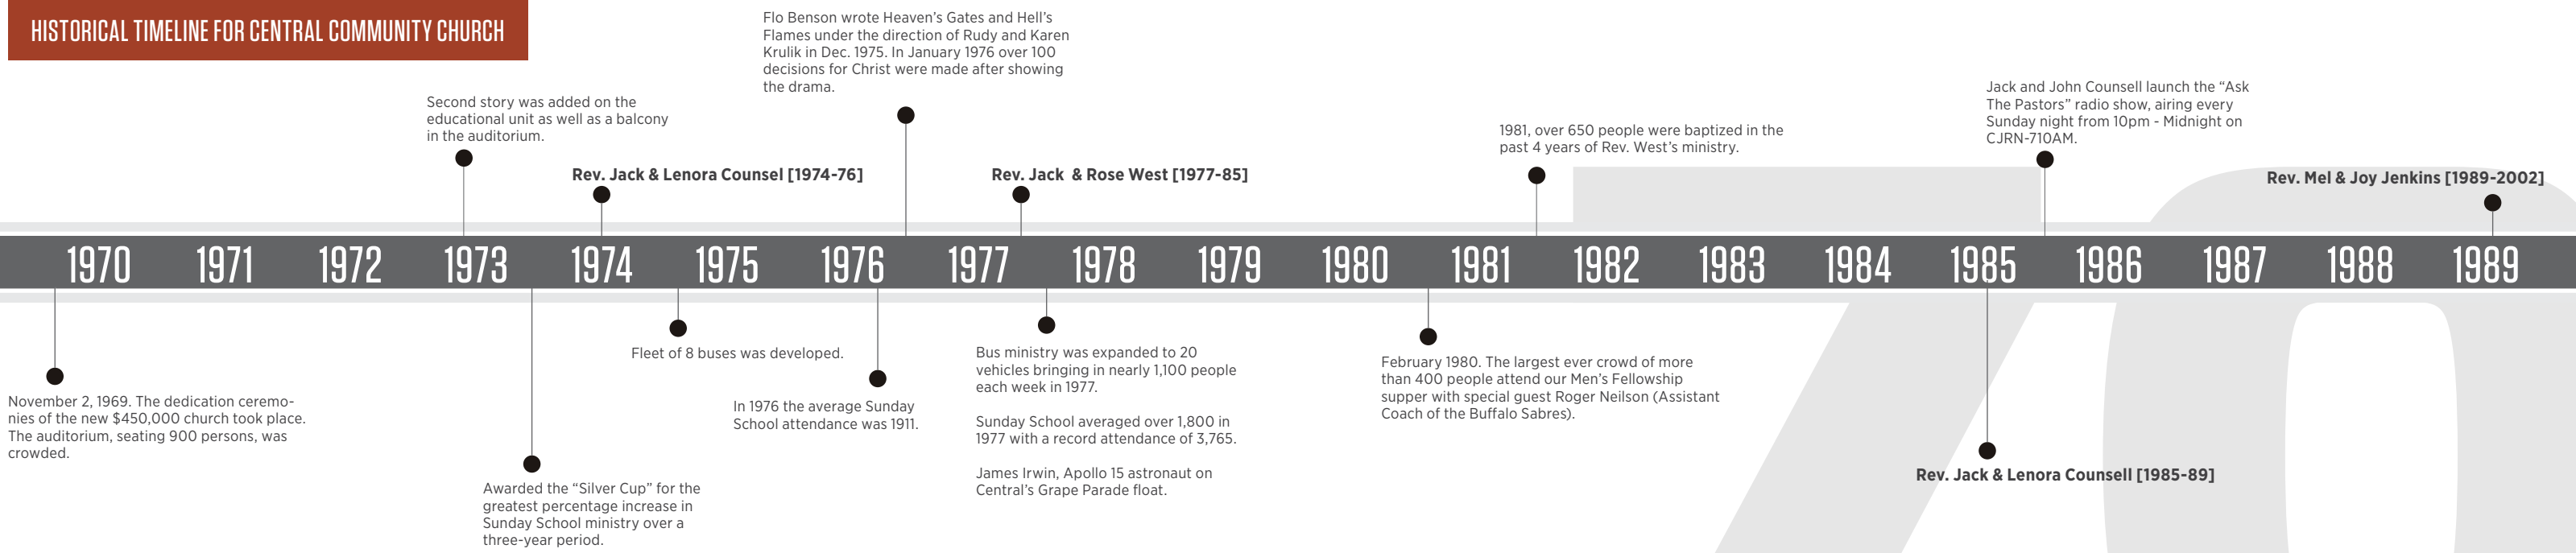 HISTORICAL TIMELINE FOR CENTRAL COMMUNITY CHURCH
Second story was added on the
educational unit as well as a balcony
in the auditorium.
Rev. Jack & Lenora Counsel [1974-76]
Flo Benson wrote Heaven's Gates and Hell's
Flames under the direction of Rudy and Karen
Krulik in Dec. 1975. In January 1976 over 100
decisions for Christ were made after showing
the drama.
Rev. Jack & Rose West [1977-85]
1981, over 650 people were baptized in the
past 4 years of Rev. West's ministry.
Jack and John Counsell launch the “Ask
The Pastors” radio show, airing every
Sunday night from 10pm - Midnight on
CJRN-710AM.
Rev. Mel & Joy Jenkins [1989-2002]
1970 1971 1972 1973 1974 1975 1976 1977 1978 1979 1980 1981 1982 1983 1984 1985 1986 1987 1988 1989
November 2, 1969. The dedication ceremo-
nies of the new $450,000 church took place.
The auditorium, seating 900 persons, was
crowded.
Awarded the “Silver Cup” for the
greatest percentage increase in
Sunday School ministry over a
three-year period.
Fleet of 8 buses was developed.
In 1976 the average Sunday
School attendance was 1911.
Bus ministry was expanded to 20
vehicles bringing in nearly 1,100 people
each week in 1977.
Sunday School averaged over 1,800 in
1977 with a record attendance of 3,765.
James Irwin, Apollo 15 astronaut on
Central's Grape Parade float.
February 1980. The largest ever crowd of more
than 400 people attend our Men's Fellowship
supper with special guest Roger Neilson (Assistant
Coach of the Buffalo Sabres).
Rev. Jack & Lenora Counsell [1985-89]
70